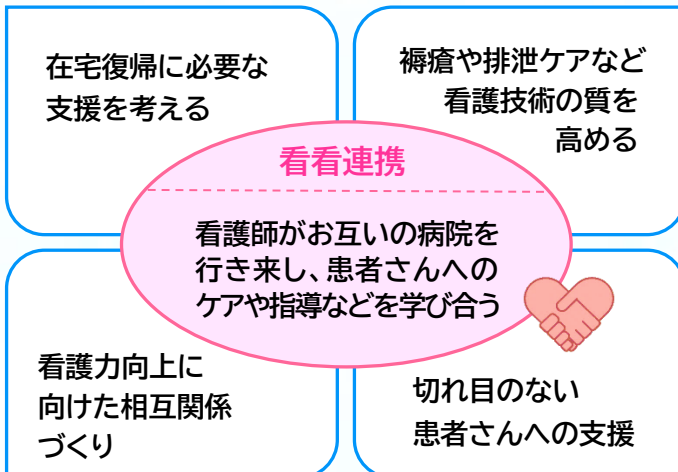 在宅復帰に必要な
支援を考える
褥瘡や排泄ケアなど
看護技術の質を
高める
看看連携
看護師がお互いの病院を
行き来し、患者さんへの
ケアや指導などを学び合う
看護力向上に
向けた相互関係
づくり
切れ目のない
患者さんへの支援